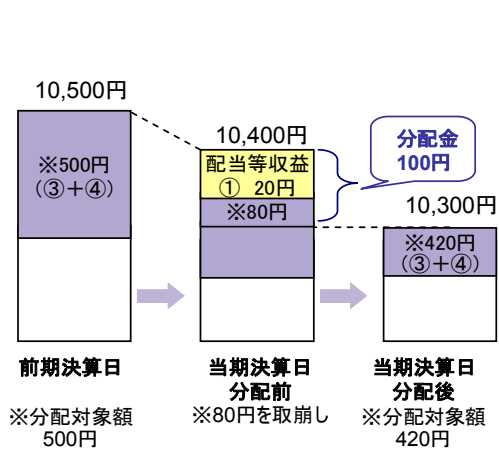 10,500円
※500円
(③+④)
10,400円
配当等収益
① 20円
※80円
分配金
100円
10,300円
※420円
(③+④)
前期決算日
※分配対象額
500円
当期決算日
分配前
※80円を取崩し
当期決算日
分配後
※分配対象額
420円